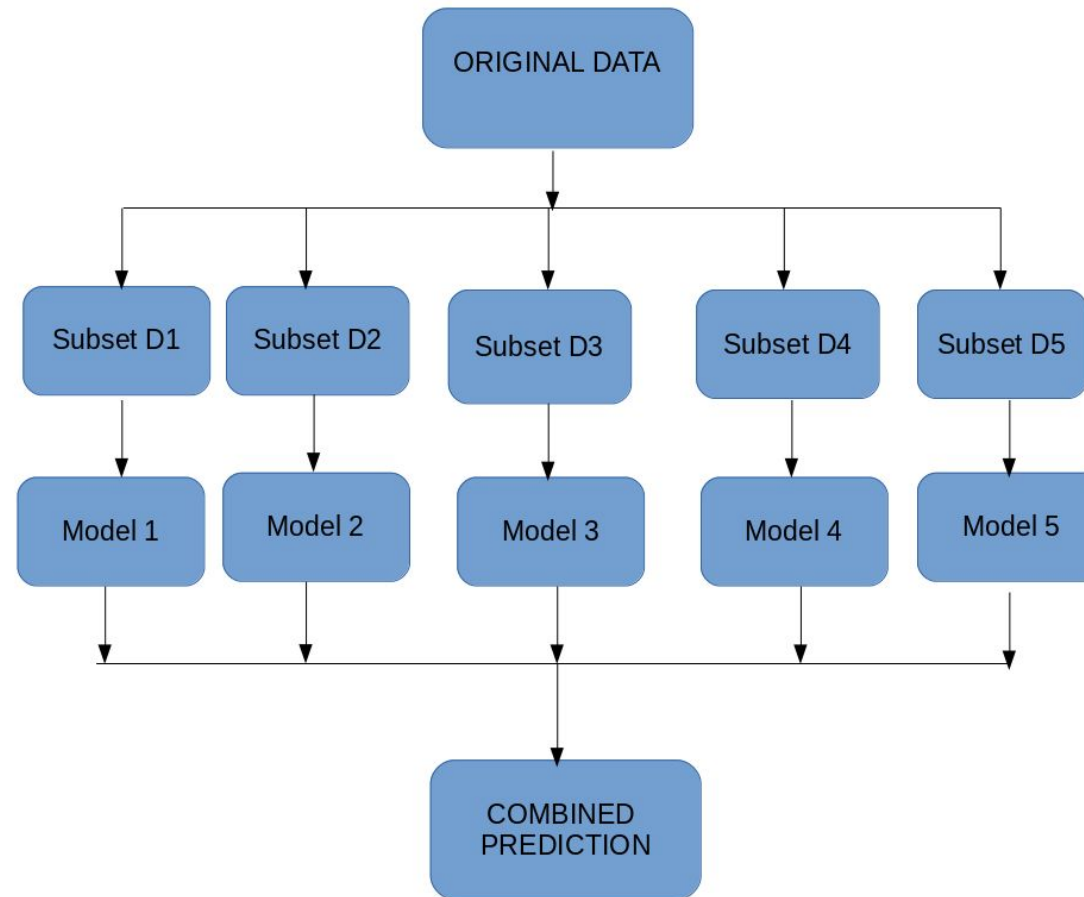 ORIGINAL DATA
Subset D1
Subset D2
Subset D3
Subset D4
Subset D5
Model 1
Model 2
Model 3
Model 4
Model 5
COMBINED
PREDICTION